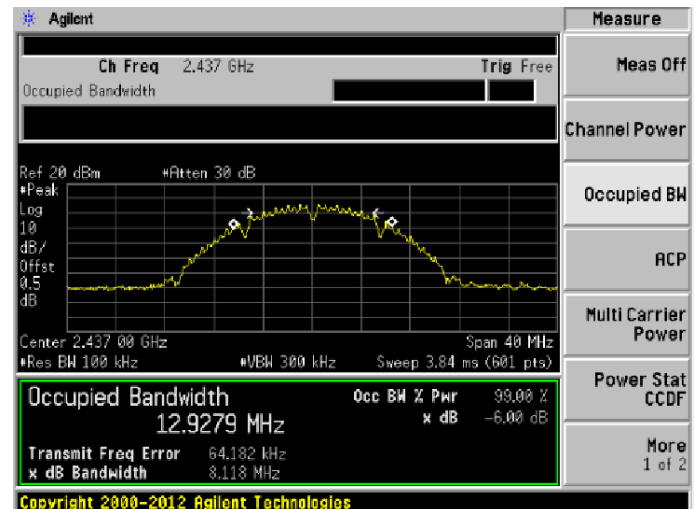 Agilent
Measure
Ch Freq 2.437 GHz Trig Free
Occupied Bandwidth
Meas Off
Channel Power
Occupied BW
ACP
Multi Carrier
Power
Power Stat
CCDF
More
1 of 2
Ref 20 dBm #Atten 30 dB
#Peak
Log
10
dB/
Offst
0.5
dB
Center 2.437 00 GHz Span 40 MHz
#Res BW 100 kHz #VBW 300 kHz Sweep 3.84 ms (601 pts)
Occupied Bandwidth Occ BW % Pwr 99.00 %
12.9279 MHz x dB -6.00 dB
Transmit Freq Error 64.182 kHz
x dB Bandwidth 8.118 MHz
Copyright 2000-2012 Agilent Technologies